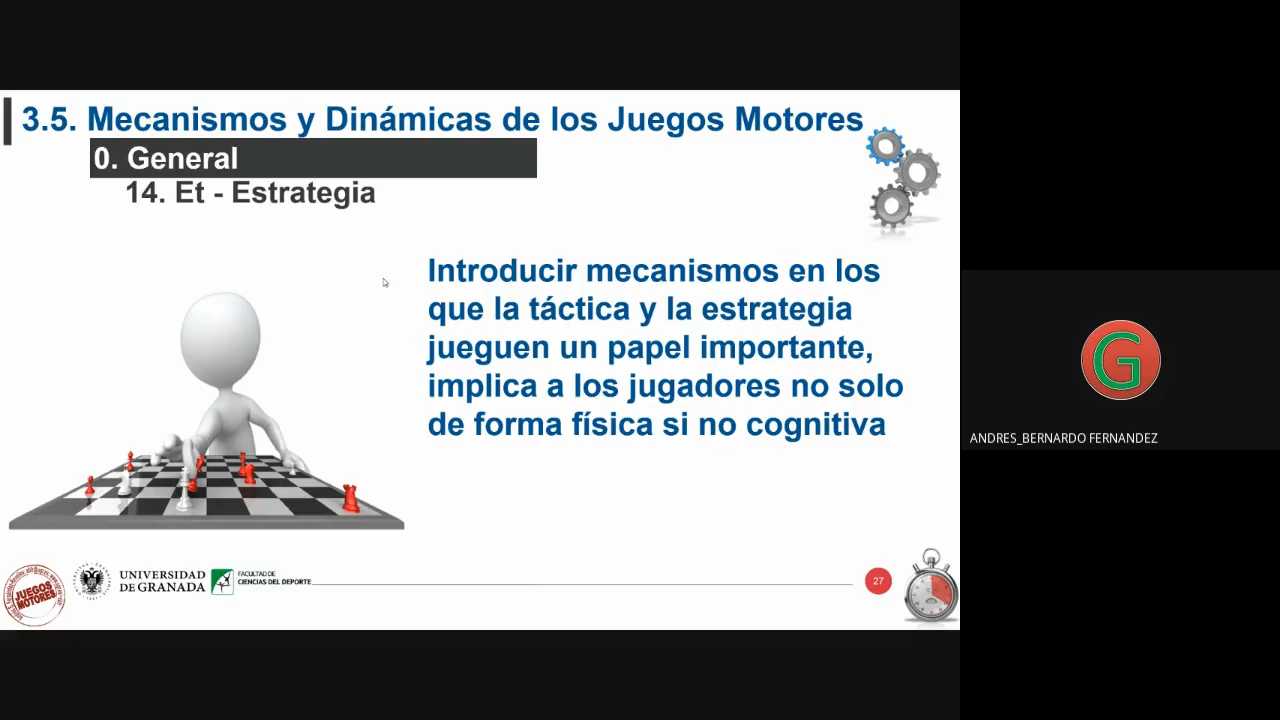 3.5. Mecanismos y Dinámicas de los Juegos Motores
0. General
14. Et - Estrategia
Introducir mecanismos en los
que la táctica y la estrategia
jueguen un papel importante,
implica a los jugadores no solo
de forma física si no cognitiva
G
ANDRES_BERNARDO FERNANDEZ
JUEGOS
MOTORES
UNIVERSIDAD
DE GRANADA
FACULTAD DE
CIENCIAS DEL DEPORTE
27